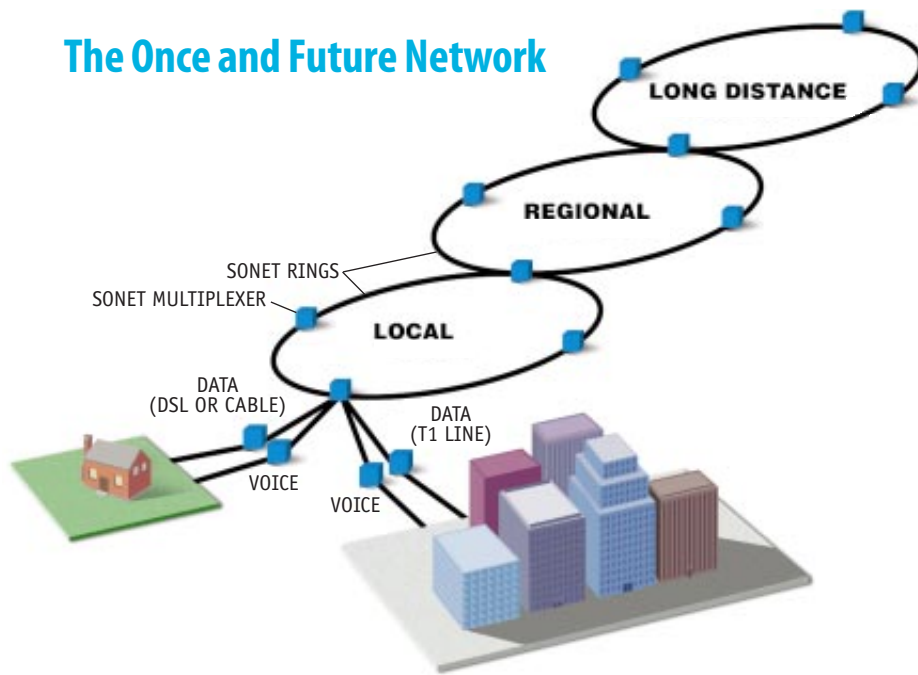 The Once and Future Network
LONG DISTANCE
REGIONAL
SONET RINGS
SONET MULTIPLEXER
LOCAL
DATA
(DSL OR CABLE)
DATA
(T1 LINE)
VOICE
VOICE